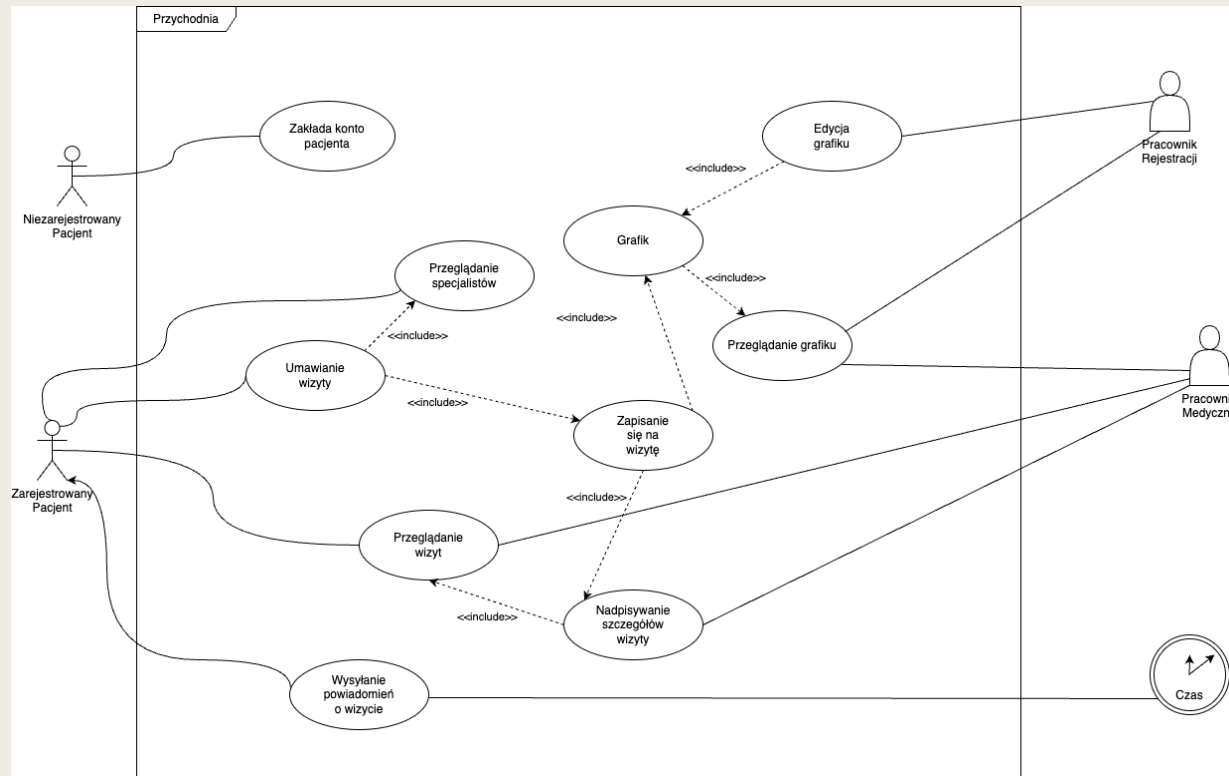 Przychodnia
Zakłada konto
pacjenta
Edycja
grafiku
Pracownik
Rejestracji
<<include>>
Niezarejestrowany
Pacjent
Grafik
Przeglądanie
specjalistów
<<include>>
<<include>>
<<include>>
Przeglądanie grafiku
Umawianie
wizyty
<<include>>
Zapisanie
się na
wizytę
Pracowni
Medyczn
Zarejestrowany
Pacjent
<<include>>
Przeglądanie
wizyt
<<include>>
Nadpisywanie
szczegółów
wizyty
Wysyłanie
powiadomień
o wizycie
Czas